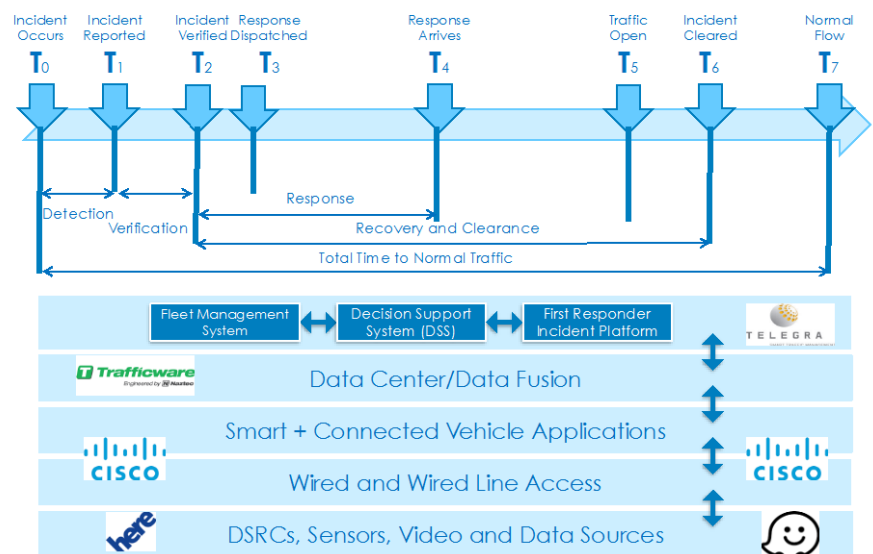 Incident Occurs
Incident Reported
Incident Verified
Response Dispatched
Response Arrives
Traffic Open
Incident Cleared
Normal Flow
T0
T1
T2
T3
T4
T5
T6
T7
Detection
Verification
Response
Recovery and Clearance
Total Time to Normal Traffic
Fleet Management
System
Decision Support
System (DSS)
First Responder
Incident Platform
TELEGRA
Trafficware
Engineered by Naztec
Data Center/Data Fusion
Smart + Connected Vehicle Applications
CISCO
CISCO
Wired and Wired Line Access
here
DSRCs, Sensors, Video and Data Sources